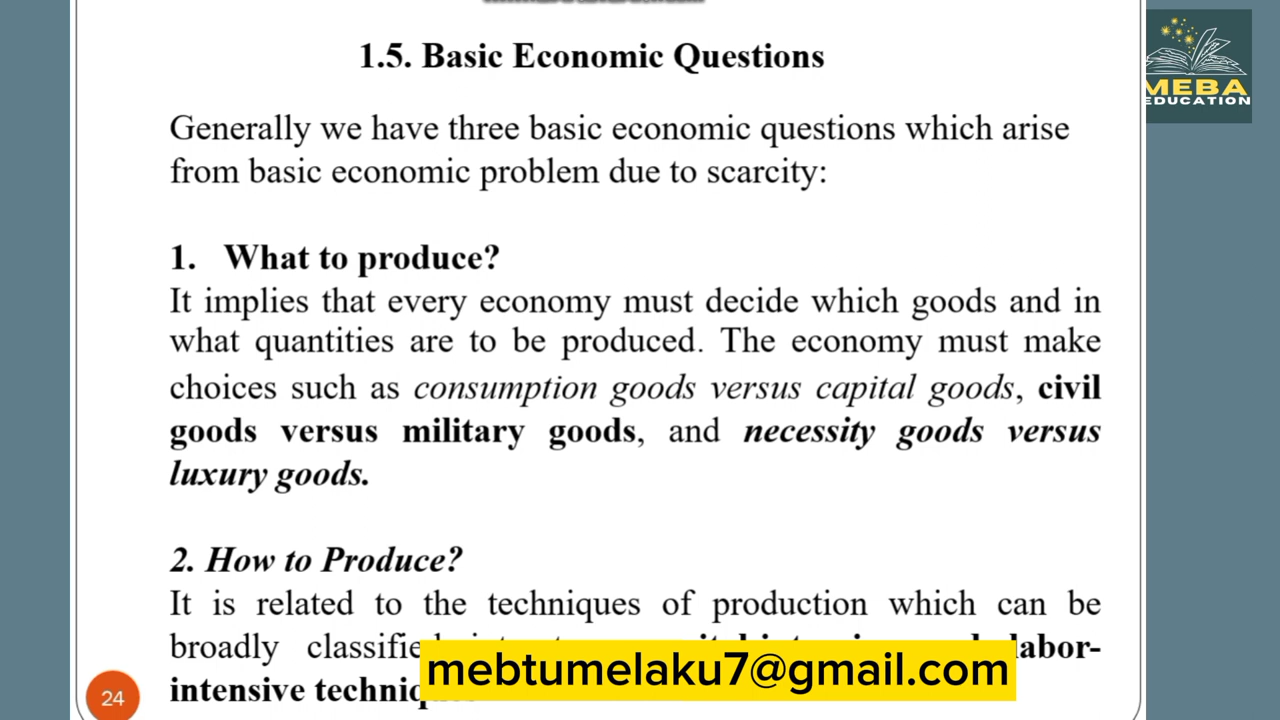 1.5. Basic Economic Questions
MEBA
EDUCATION
Generally we have three basic economic questions which arise
from basic economic problem due to scarcity:
1. What to produce?
It implies that every economy must decide which goods and in
what quantities are to be produced. The economy must make
choices such as consumption goods versus capital goods, civil
goods versus military goods, and necessity goods versus
luxury goods.
2. How to Produce?
It is related to the techniques of production which can be
broadly labor-
intensive
mebtumelaku7@gmail.com
24